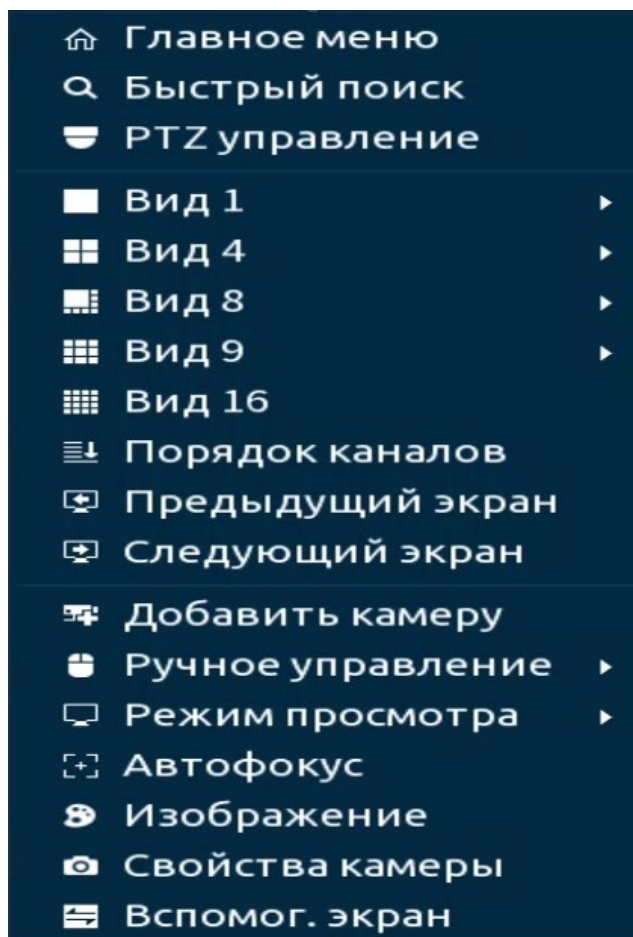 Главное меню
Быстрый поиск
PTZ управление
Вид 1
Вид 4
Вид 8
Вид 9
Вид 16
Порядок каналов
Предыдущий экран
Следующий экран
Добавить камеру
Ручное управление
Режим просмотра
Автофокус
Изображение
Свойства камеры
Вспомог. экран